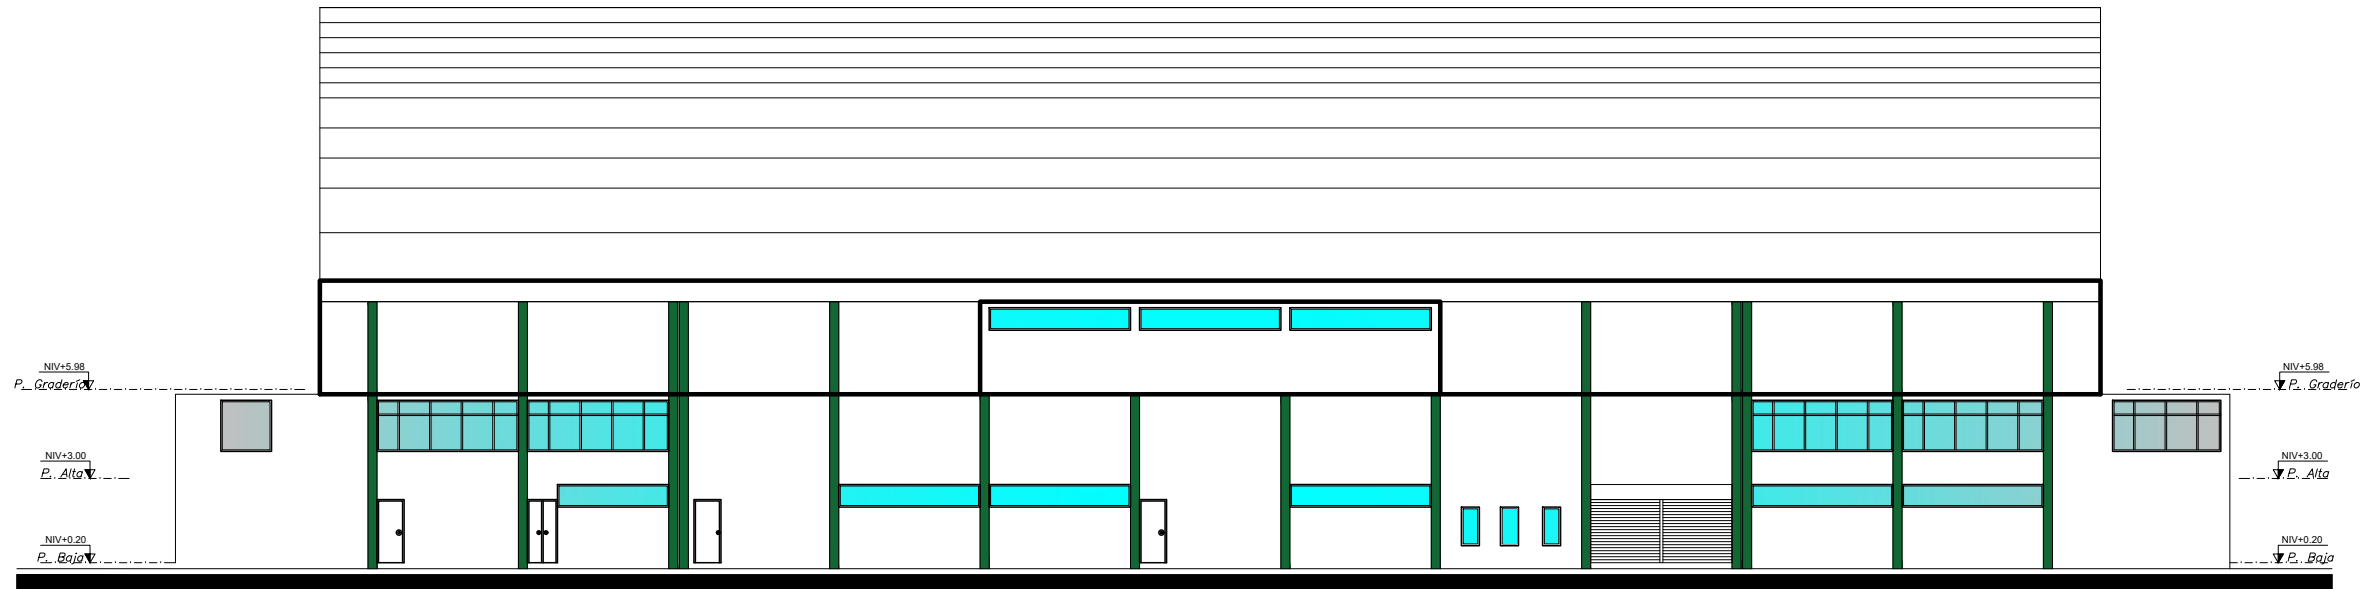 NIV+5.98
P. Graderío
NIV+3.00
P. Alta
NIV+0.20
P. Baja
NIV+5.98
P. Graderío
NIV+3.00
P. Alta
NIV+0.20
P. Baja